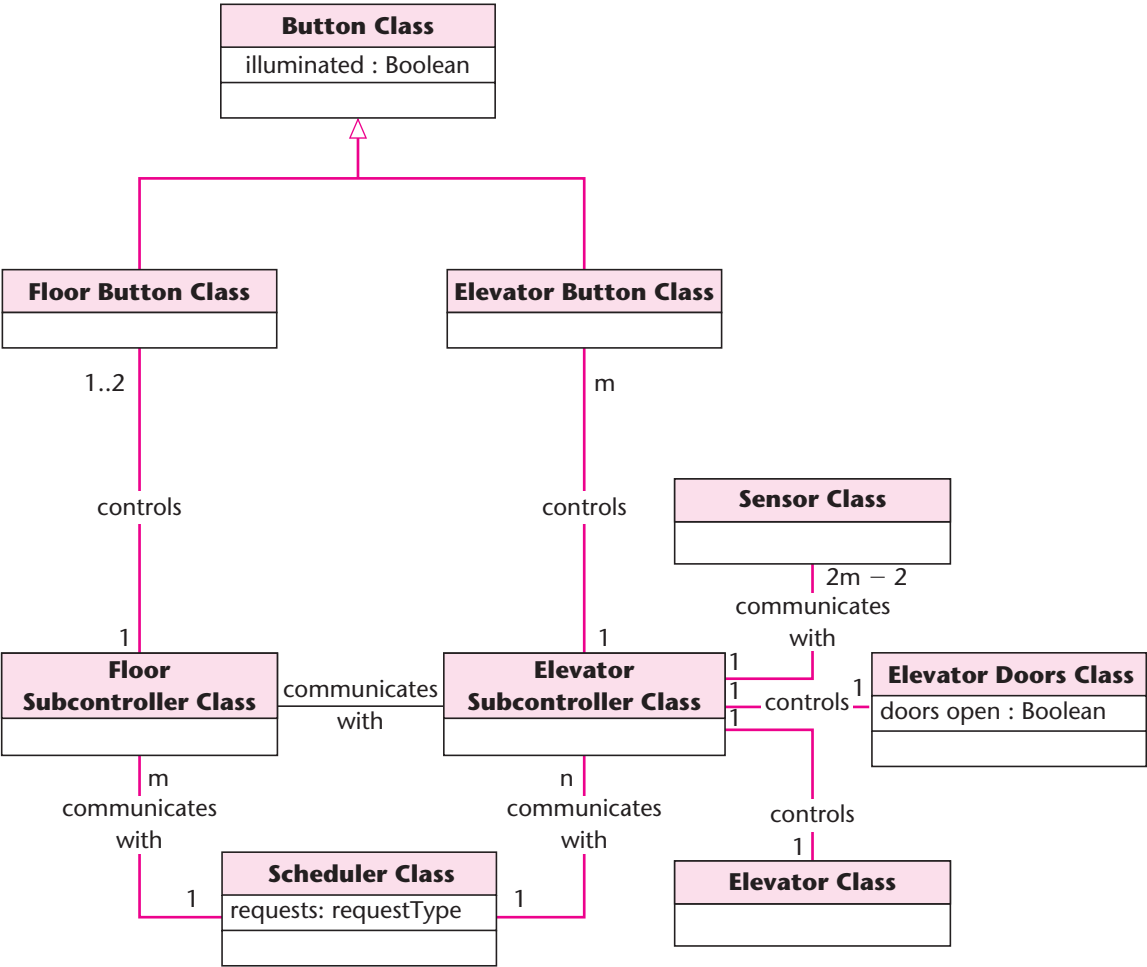 Button Class
illuminated : Boolean
Floor Button Class
Elevator Button Class
1..2
m
controls
controls
Sensor Class
2m − 2
communicates
with
1
1
Floor
Subcontroller Class
communicates
with
Elevator
Subcontroller Class
1
1
1
controls
1
Elevator Doors Class
doors open : Boolean
m
communicates
with
n
communicates
with
controls
1
Scheduler Class
requests: requestType
1
1
Elevator Class